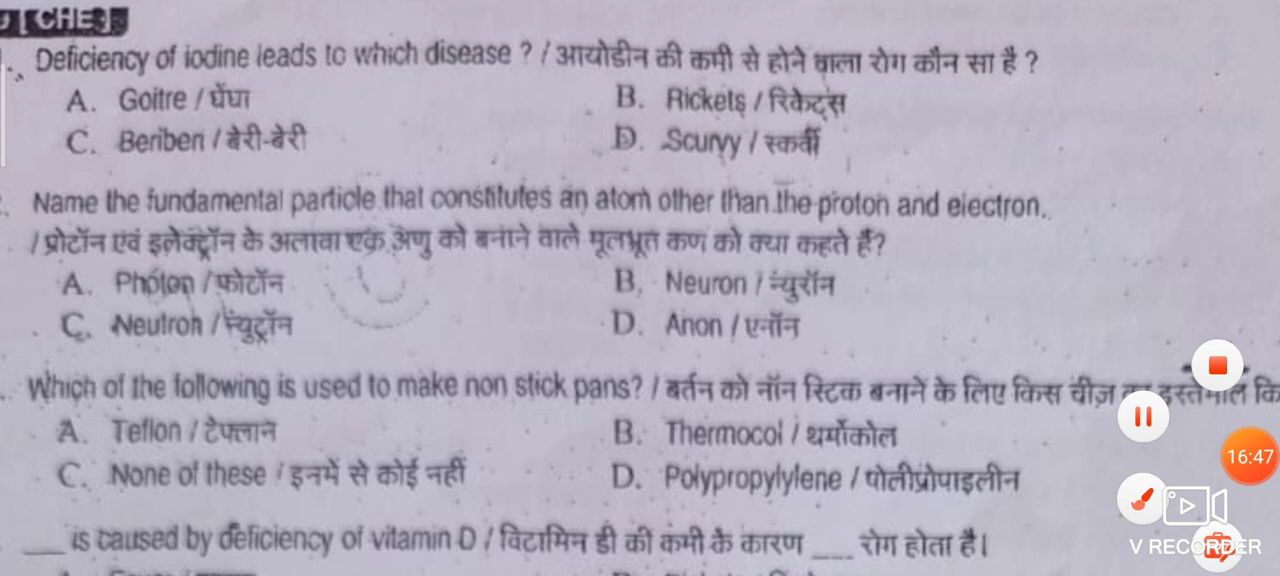 Deficiency of iodine leads to which disease ? / आयोडीन की कमी से होने वाला रोग कौन सा है ?
A. Goitre / घेंघा B. Rickets / रिकेट्स
C. Beriberi / बेरी-बेरी D. Scurvy / स्कर्वी
Name the fundamental particle that constitutes an atom other than the proton and electron.
/ प्रोटॉन एवं इलेक्ट्रॉन के अलावा एक अणु को बनाने वाले मूलभूत कण को क्या कहते हैं?
A. Photon / फोटॉन B. Neuron / न्युरॉन
C. Neutron / न्युट्रॉन D. Anon / एनॉन
Which of the following is used to make non stick pans? / बर्तन को नॉन स्टिक बनाने के लिए किस चीज़ का इस्तेमाल कि
A. Teflon / टेफ्लान B. Thermocol / थर्मोकोल
C. None of these / इनमें से कोई नहीं D. Polypropylylene / पोलीप्रोपाइलीन
16:47
____ is caused by deficiency of vitamin D / विटामिन डी की कमी के कारण ____ रोग होता है।
V RECORDER